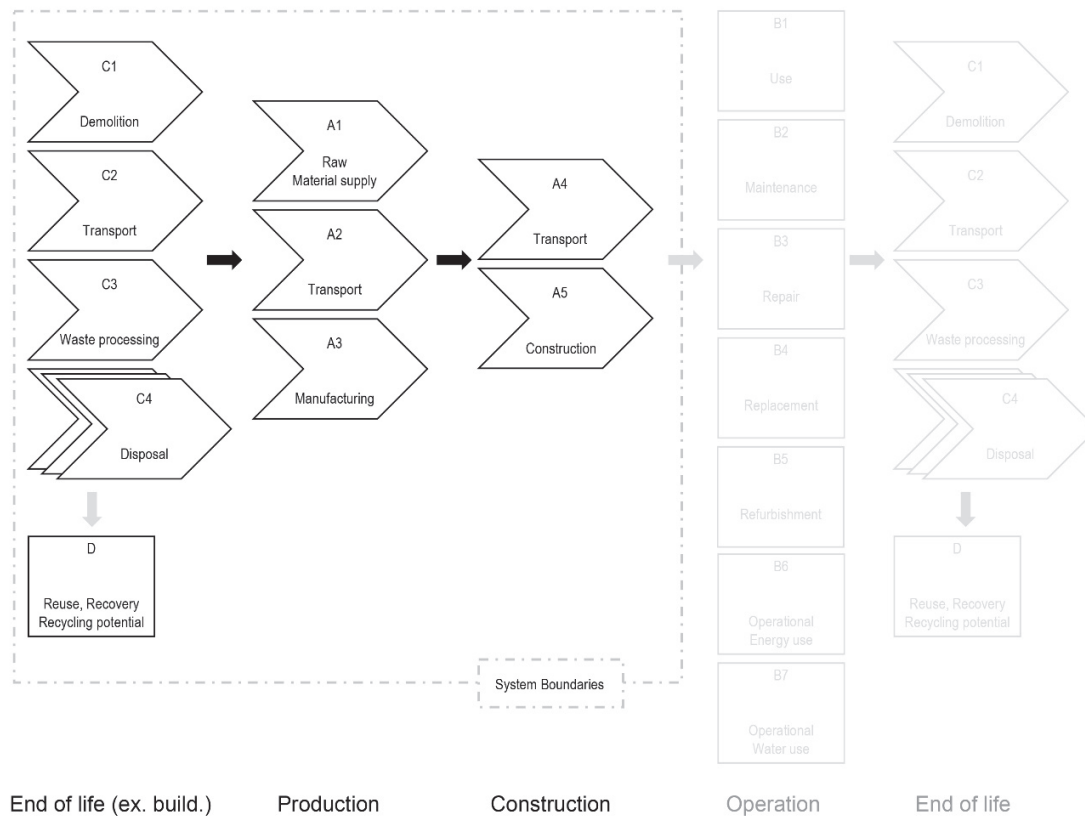 C1
Demolition
C2
Transport
C3
Waste processing
C4
Disposal
D
Reuse, Recovery
Recycling potential
A1
Raw
Material supply
A2
Transport
A3
Manufacturing
A4
Transport
A5
Construction
System Boundaries
B1
Use
B2
Maintenance
B3
Repair
B4
Replacement
B5
Refurbishment
B6
Operational
Energy use
B7
Operational
Water use
C1
Demolition
C2
Transport
C3
Waste processing
C4
Disposal
D
Reuse, Recovery
Recycling potential
End of life (ex. build.)
Production
Construction
Operation
End of life